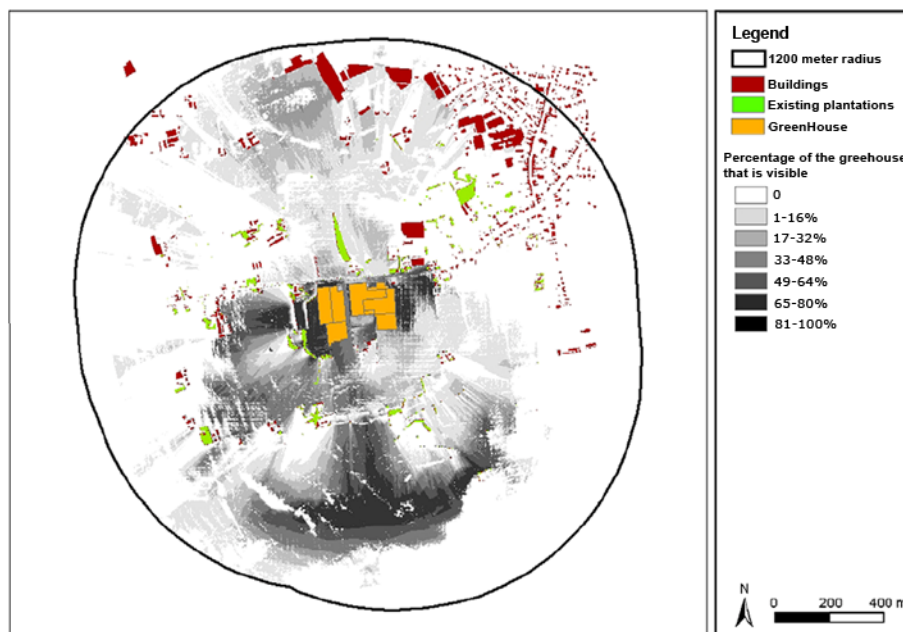 Legend
1200 meter radius
Buildings
Existing plantations
GreenHouse
Percentage of the greehouse
that is visible
0
1-16%
17-32%
33-48%
49-64%
65-80%
81-100%
N
0 200 400 m